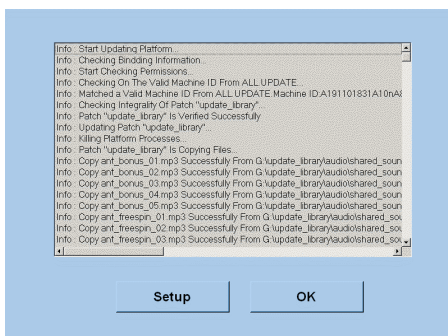 Info : Start Updating Platform...
Info : Checking Bindding Information...
Info : Start Checking Permissions...
Info : Checking On The Valid Machine ID From ALL.UPDATE...
Info : Matched a Valid Machine ID From ALL.UPDATE.Machine ID:A191101831A10nA8
Info : Checking Integrality Of Patch "update_library"...
Info : Patch "update_library" Is Verified Successfully
Info : Updating Patch "update_library"...
Info : Killing Platform Processes...
Info : Patch "update_library" Is Copying Files...
Info : Copy ant_bonus_01.mp3 Successfully From G:\update_library\audio\shared_soun
Info : Copy ant_bonus_02.mp3 Successfully From G:\update_library\audio\shared_soun
Info : Copy ant_bonus_03.mp3 Successfully From G:\update_library\audio\shared_soun
Info : Copy ant_bonus_04.mp3 Successfully From G:\update_library\audio\shared_soun
Info : Copy ant_bonus_05.mp3 Successfully From G:\update_library\audio\shared_soun
Info : Copy ant_freespin_01.mp3 Successfully From G:\update_library\audio\shared_sou
Info : Copy ant_freespin_02.mp3 Successfully From G:\update_library\audio\shared_sou
Info : Copy ant_freespin_03.mp3 Successfully From G:\update_library\audio\shared_sou
Setup OK